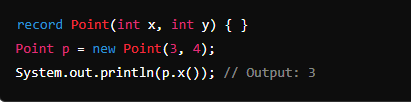 record Point(int x, int y) { }
Point p = new Point(3, 4);
System.out.println(p.x()); // Output: 3